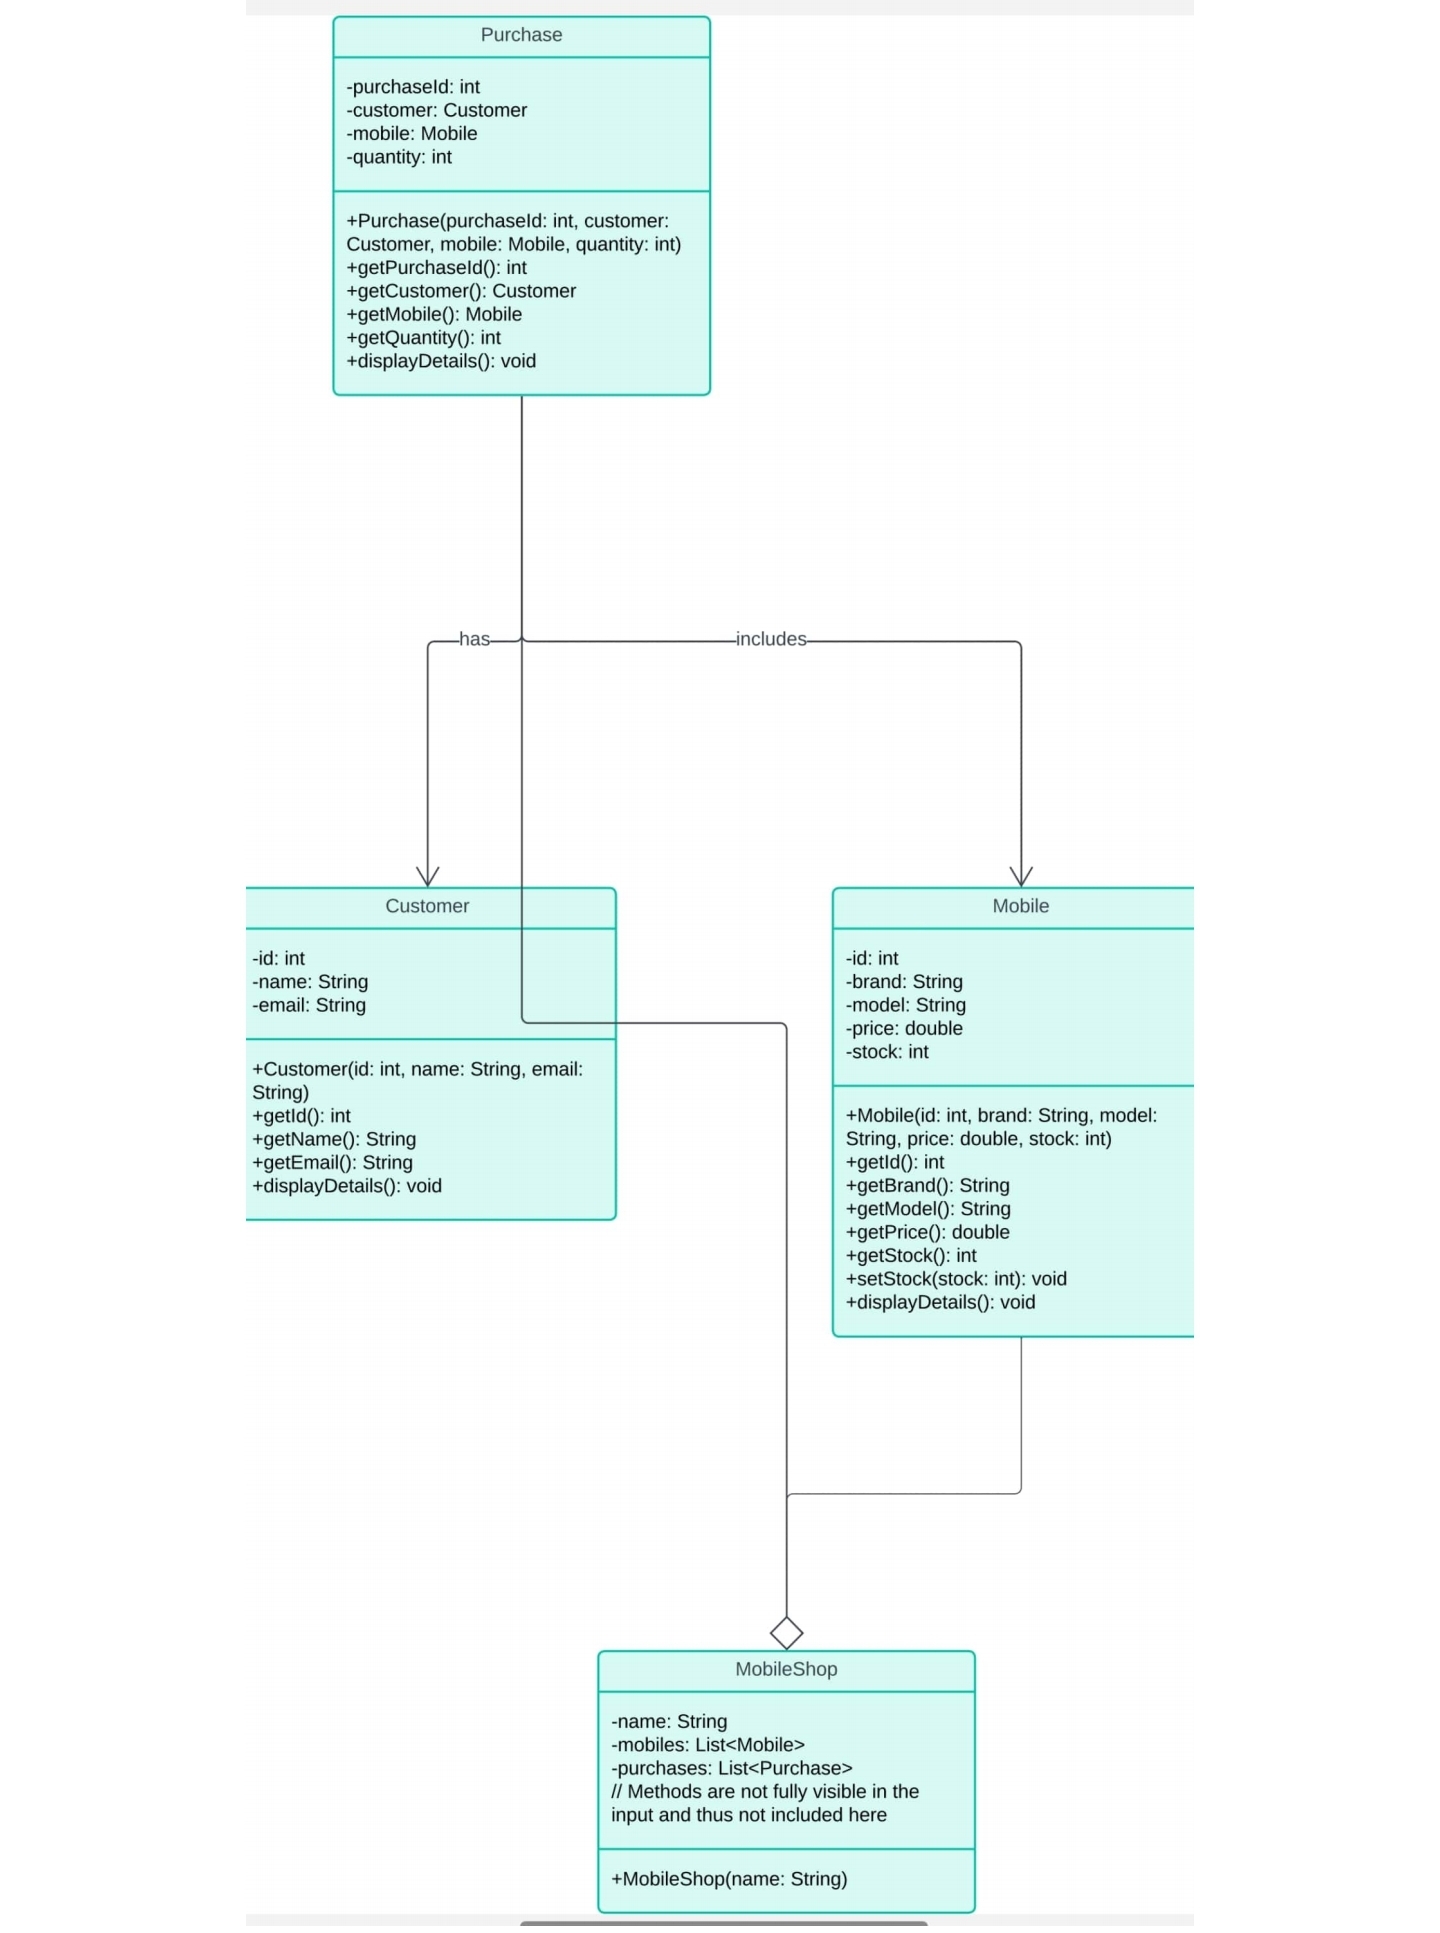 Purchase
-purchaseId: int
-customer: Customer
-mobile: Mobile
-quantity: int
+Purchase(purchaseId: int, customer:
Customer, mobile: Mobile, quantity: int)
+getPurchaseId(): int
+getCustomer(): Customer
+getMobile(): Mobile
+getQuantity(): int
+displayDetails(): void
has
includes
Customer
-id: int
-name: String
-email: String
+Customer(id: int, name: String, email:
String)
+getId(): int
+getName(): String
+getEmail(): String
+displayDetails(): void
Mobile
-id: int
-brand: String
-model: String
-price: double
-stock: int
+Mobile(id: int, brand: String, model:
String, price: double, stock: int)
+getId(): int
+getBrand(): String
+getModel(): String
+getPrice(): double
+getStock(): int
+setStock(stock: int): void
+displayDetails(): void
MobileShop
-name: String
-mobiles: List<Mobile>
-purchases: List<Purchase>
// Methods are not fully visible in the
input and thus not included here
+MobileShop(name: String)